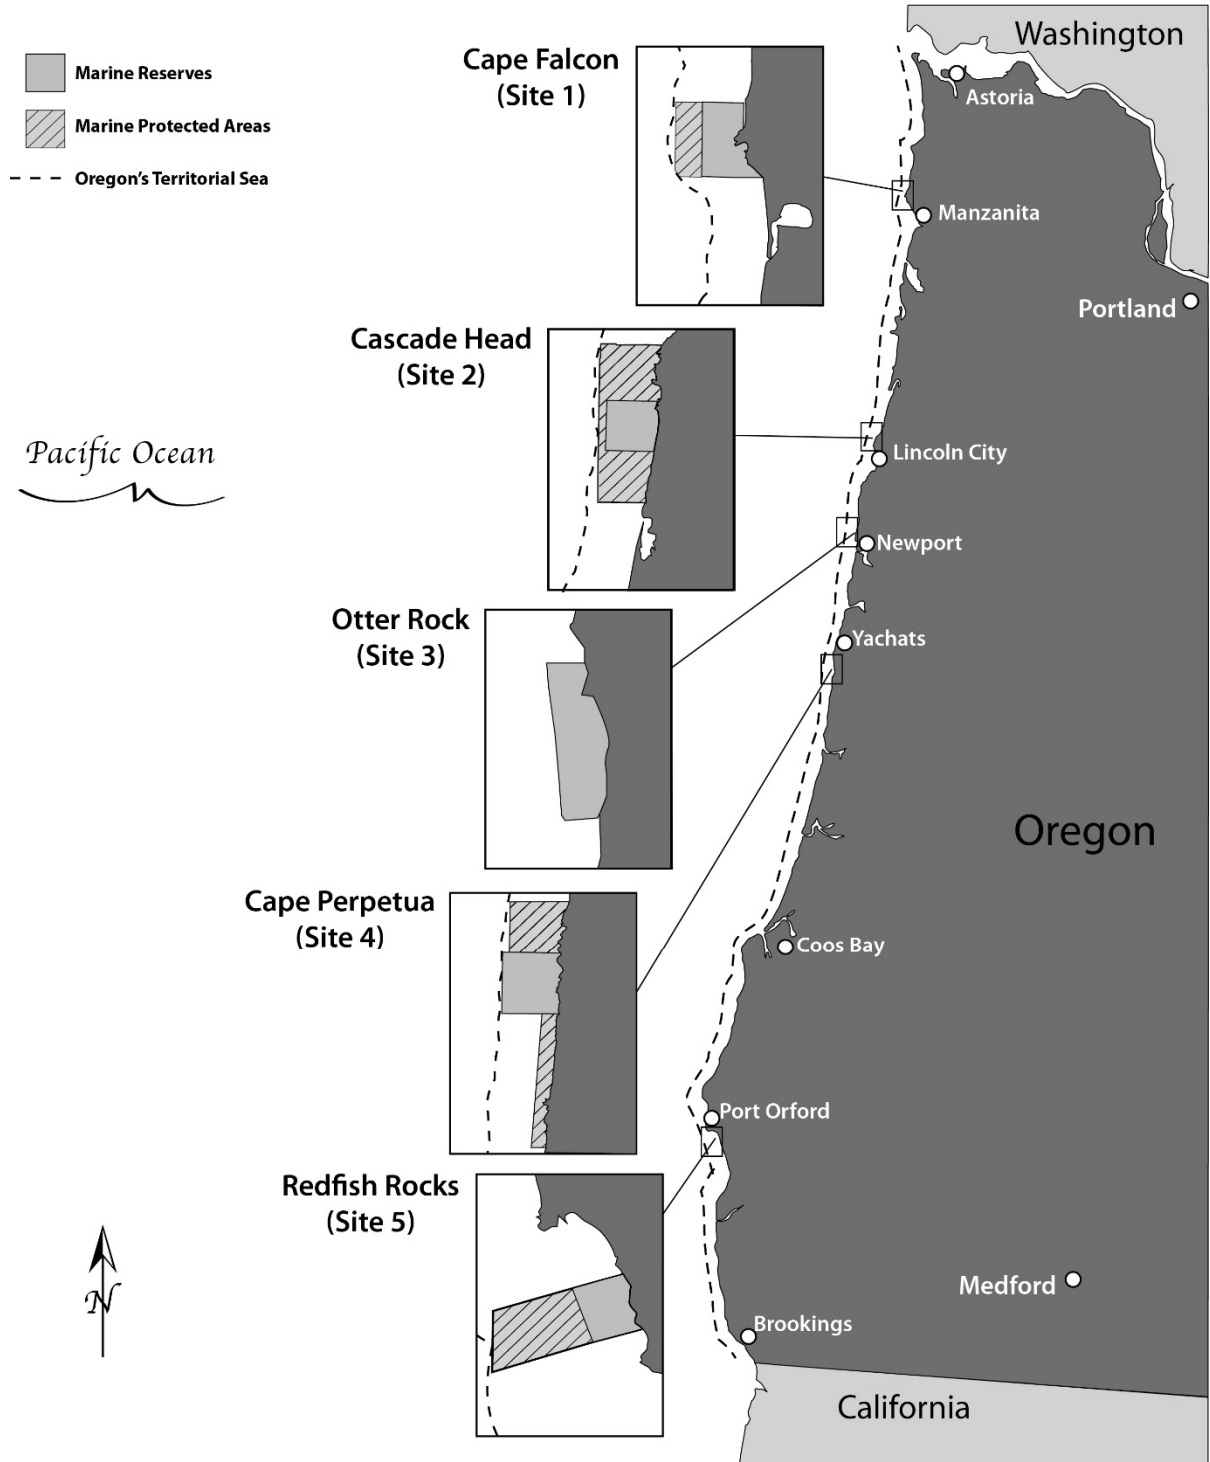 Marine Reserves
Marine Protected Areas
Oregon's Territorial Sea
Washington
Astoria
Cape Falcon
(Site 1)
Manzanita
Portland
Cascade Head
(Site 2)
Lincoln City
Pacific Ocean
Newport
Otter Rock
(Site 3)
Yachats
Oregon
Cape Perpetua
(Site 4)
Coos Bay
Port Orford
Redfish Rocks
(Site 5)
N
Medford
Brookings
California